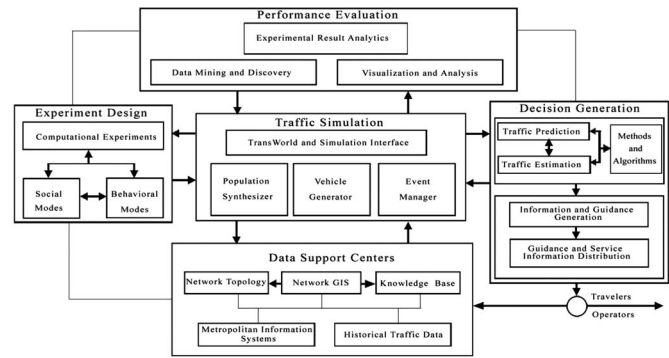 Performance Evaluation
Experimental Result Analytics
Data Mining and Discovery
Visualization and Analysis
Experiment Design
Computational Experiments
Social
Modes
Behavioral
Modes
Traffic Simulation
TransWorld and Simulation Interface
Population
Synthesizer
Vehicle
Generator
Event
Manager
Decision Generation
Traffic Prediction
Traffic Estimation
Methods
and
Algorithms
Information and Guidance
Generation
Guidance and Service
Information Distribution
Data Support Centers
Network Topology
Network GIS
Knowledge Base
Metropolitan Information
Systems
Historical Traffic Data
Travelers
Operators